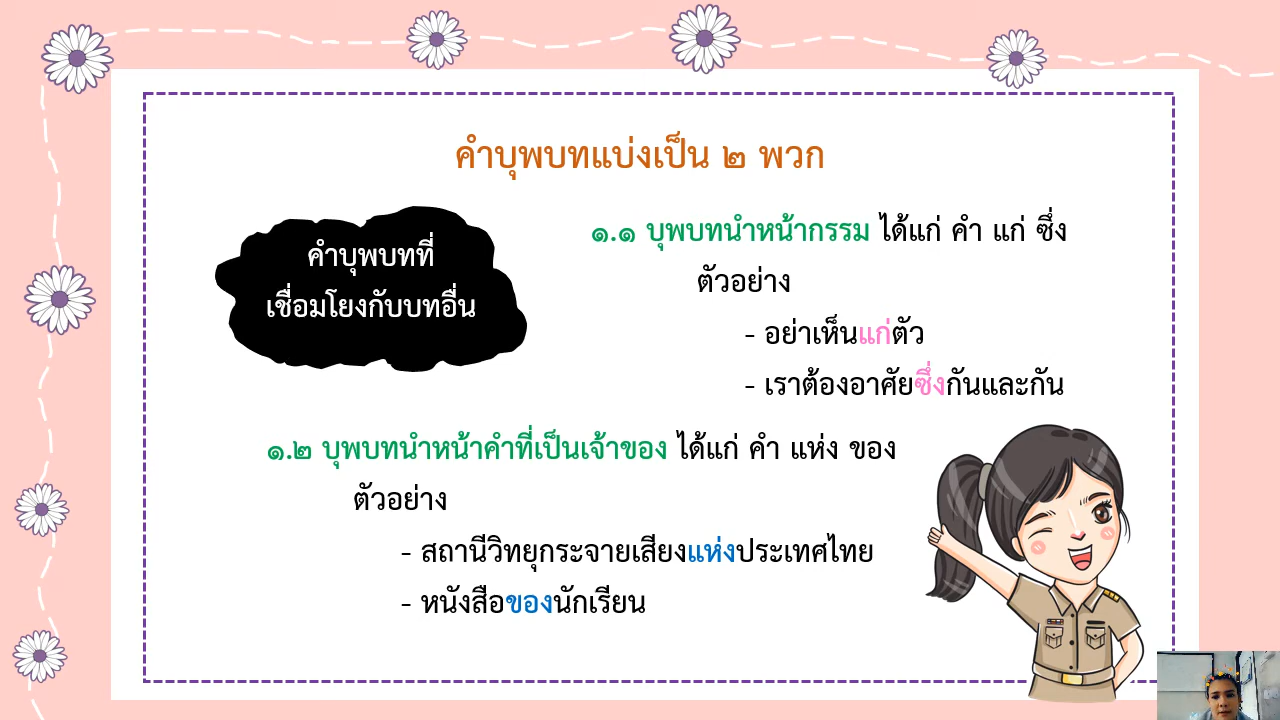 คำบุพบทแบ่งเป็น ๒ พวก
คำบุพบทที่
เชื่อมโยงกับบทอื่น
๑.๑ บุพบทนำหน้ากรรม ได้แก่ คำ แก่ ซึ่ง
ตัวอย่าง
- อย่าเห็นแก่ตัว
- เราต้องอาศัยซึ่งกันและกัน
๑.๒ บุพบทนำหน้าคำที่เป็นเจ้าของ ได้แก่ คำ แห่ง ของ
ตัวอย่าง
- สถานีวิทยุกระจายเสียงแห่งประเทศไทย
- หนังสือของนักเรียน